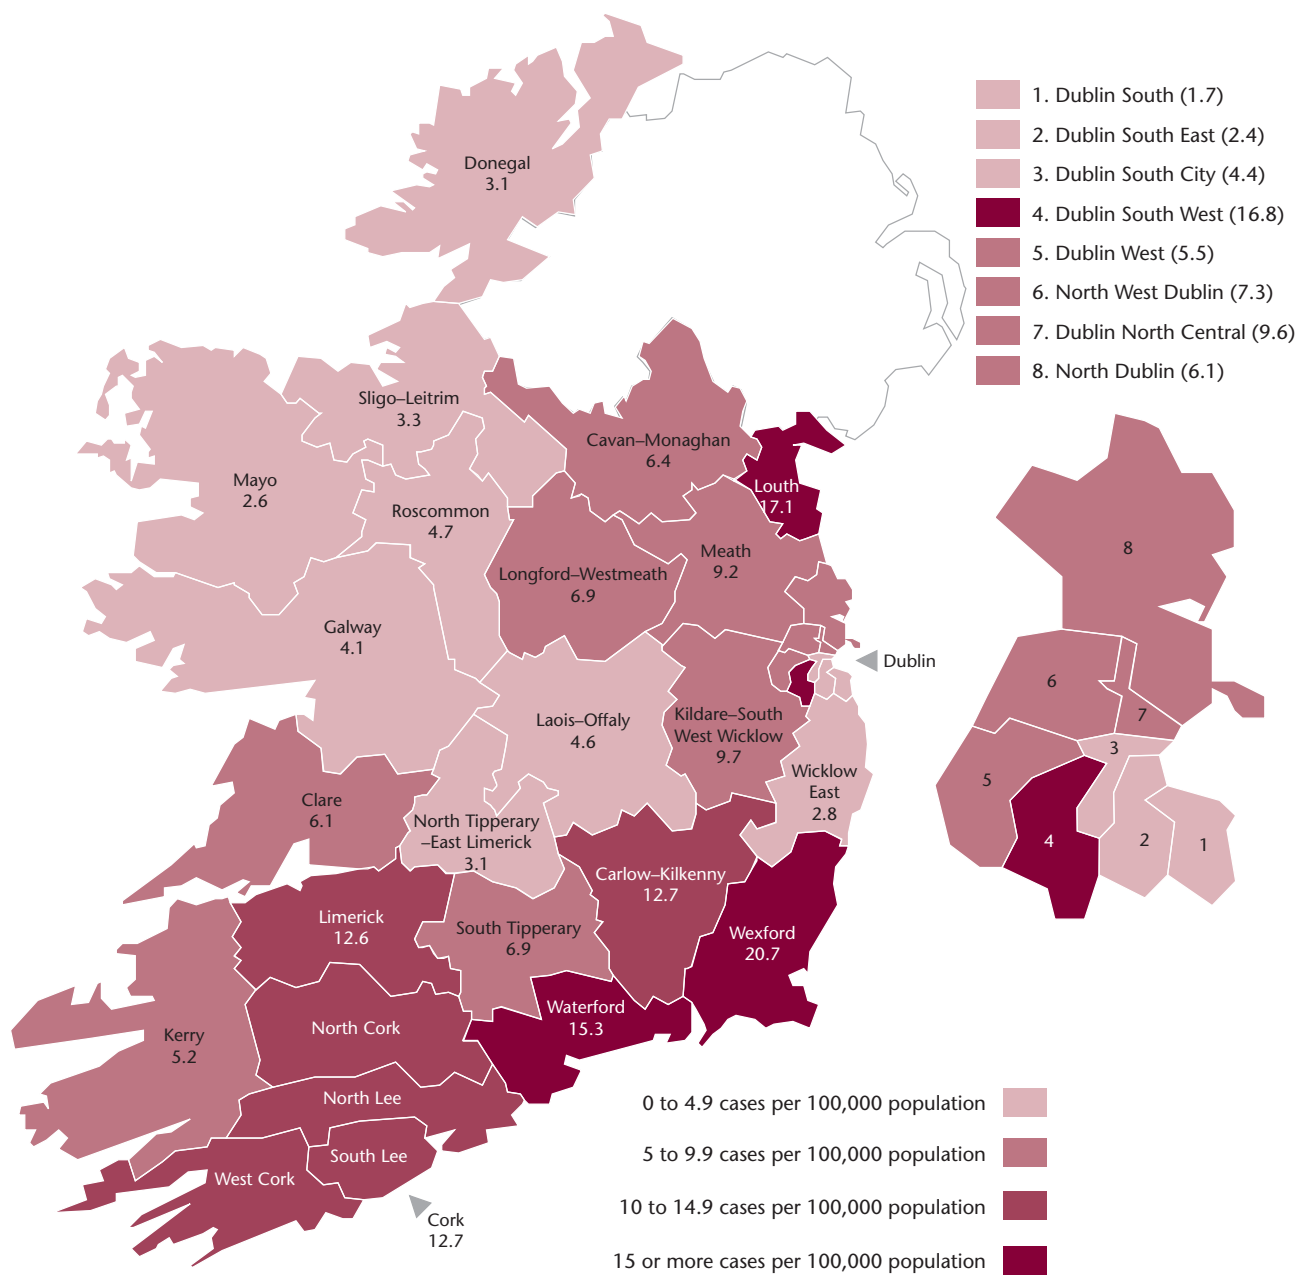 1. Dublin South (1.7)
2. Dublin South East (2.4)
3. Dublin South City (4.4)
4. Dublin South West (16.8)
5. Dublin West (5.5)
6. North West Dublin (7.3)
7. Dublin North Central (9.6)
8. North Dublin (6.1)
Donegal
3.1
Sligo–Leitrim
3.3
Cavan–Monaghan
6.4
Mayo
2.6
Louth
17.1
Roscommon
4.7
Meath
9.2
Longford–Westmeath
6.9
Galway
4.1
Dublin
Laois–Offaly
4.6
Kildare–South
West Wicklow
9.7
Wicklow
East
2.8
Clare
6.1
North Tipperary
–East Limerick
3.1
Carlow–Kilkenny
12.7
Limerick
12.6
South Tipperary
6.9
Wexford
20.7
Waterford
15.3
Kerry
5.2
North Cork
North Lee
South Lee
West Cork
Cork
12.7
8
6
7
3
5
4
2
1
0 to 4.9 cases per 100,000 population
5 to 9.9 cases per 100,000 population
10 to 14.9 cases per 100,000 population
15 or more cases per 100,000 population